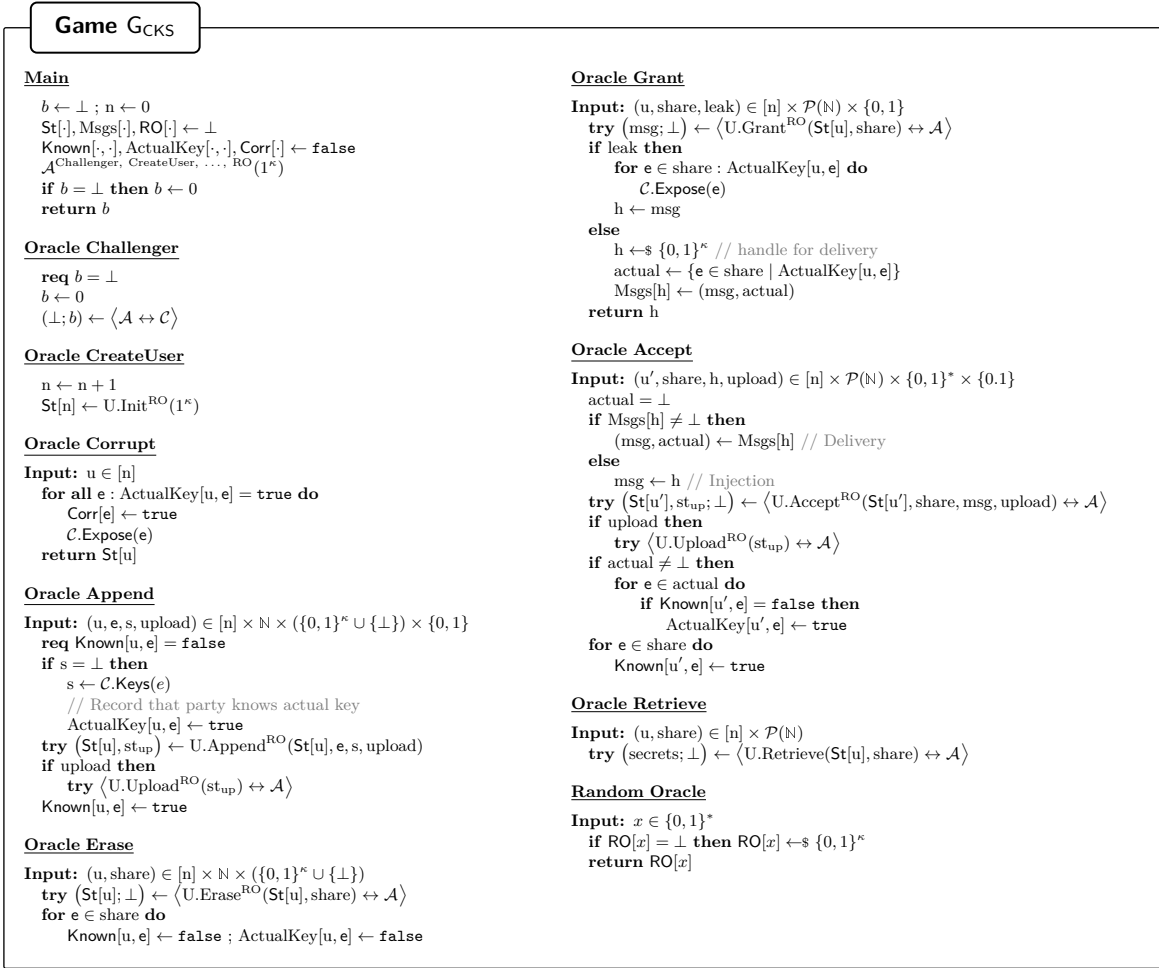 Game G_CKS
Main
b ← ⊥ ; n ← 0
St[·], Msgs[·], RO[·] ← ⊥
Known[·, ·], ActualKey[·, ·], Corr[·] ← false
𝒜^{Challenger, CreateUser, ..., RO}(1^κ)
if b = ⊥ then b ← 0
return b
Oracle Challenger
req b = ⊥
b ← 0
(⊥; b) ← ⟨𝒜 ↔ 𝒞⟩
Oracle CreateUser
n ← n + 1
St[n] ← U.Init^{RO}(1^κ)
Oracle Corrupt
Input: u ∈ [n]
for all e : ActualKey[u, e] = true do
Corr[e] ← true
𝒞.Expose(e)
return St[u]
Oracle Append
Input: (u, e, s, upload) ∈ [n] × ℕ × ({0, 1}^κ ∪ {⊥}) × {0, 1}
req Known[u, e] = false
if s = ⊥ then
s ← 𝒞.Keys(e)
// Record that party knows actual key
ActualKey[u, e] ← true
try (St[u], st_up) ← U.Append^{RO}(St[u], e, s, upload)
if upload then
try ⟨U.Upload^{RO}(st_up) ↔ 𝒜⟩
Known[u, e] ← true
Oracle Erase
Input: (u, share) ∈ [n] × ℕ × ({0, 1}^κ ∪ {⊥})
try (St[u]; ⊥) ← ⟨U.Erase^{RO}(St[u], share) ↔ 𝒜⟩
for e ∈ share do
Known[u, e] ← false ; ActualKey[u, e] ← false
Oracle Grant
Input: (u, share, leak) ∈ [n] × 𝒫(ℕ) × {0, 1}
try (msg; ⊥) ← ⟨U.Grant^{RO}(St[u], share) ↔ 𝒜⟩
if leak then
for e ∈ share : ActualKey[u, e] do
𝒞.Expose(e)
h ← msg
else
h ←$ {0, 1}^κ // handle for delivery
actual ← {e ∈ share | ActualKey[u, e]}
Msgs[h] ← (msg, actual)
return h
Oracle Accept
Input: (u′, share, h, upload) ∈ [n] × 𝒫(ℕ) × {0, 1}* × {0.1}
actual = ⊥
if Msgs[h] ≠ ⊥ then
(msg, actual) ← Msgs[h] // Delivery
else
msg ← h // Injection
try (St[u′], st_up; ⊥) ← ⟨U.Accept^{RO}(St[u′], share, msg, upload) ↔ 𝒜⟩
if upload then
try ⟨U.Upload^{RO}(st_up) ↔ 𝒜⟩
if actual ≠ ⊥ then
for e ∈ actual do
if Known[u′, e] = false then
ActualKey[u′, e] ← true
for e ∈ share do
Known[u′, e] ← true
Oracle Retrieve
Input: (u, share) ∈ [n] × 𝒫(ℕ)
try (secrets; ⊥) ← ⟨U.Retrieve(St[u], share) ↔ 𝒜⟩
Random Oracle
Input: x ∈ {0, 1}*
if RO[x] = ⊥ then RO[x] ←$ {0, 1}^κ
return RO[x]